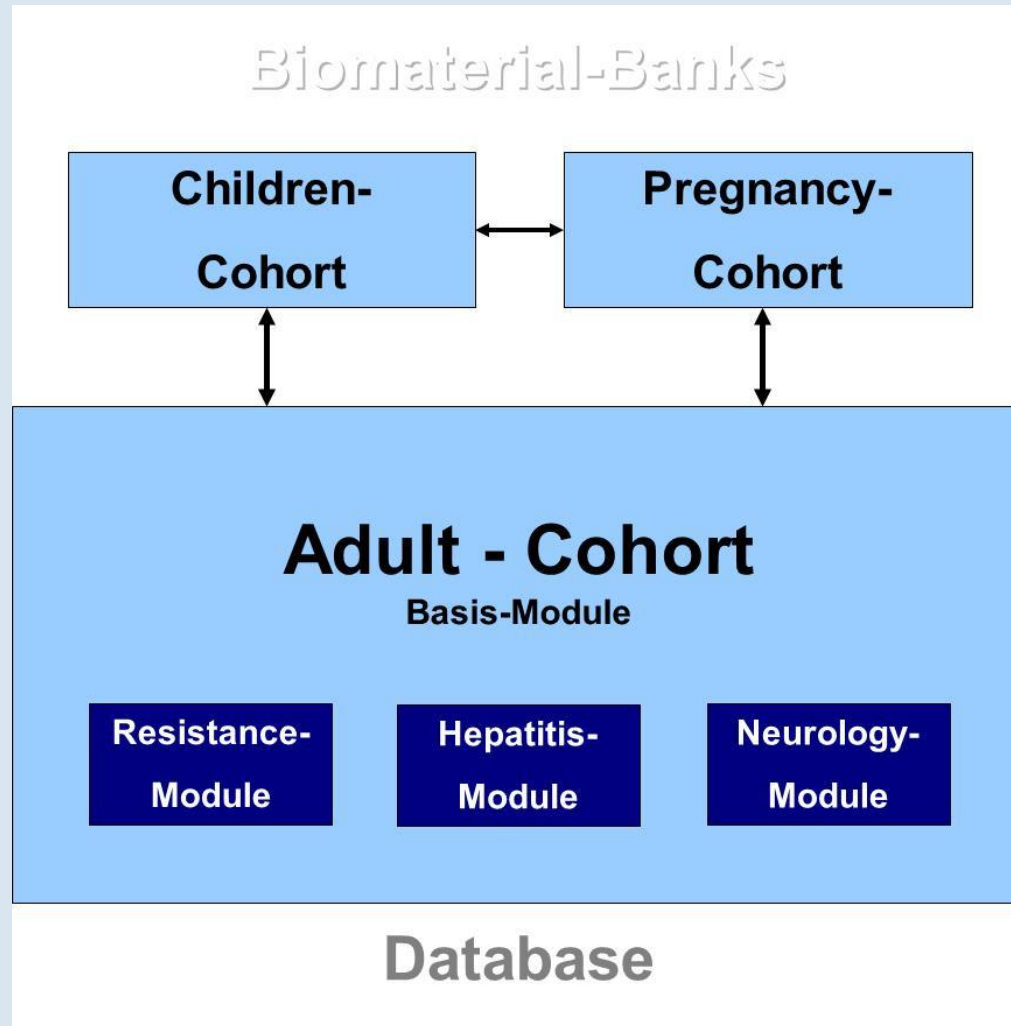 Biomaterial-Banks
Children-
Cohort
Pregnancy-
Cohort
Adult - Cohort
Basis-Module
Resistance-
Module
Hepatitis-
Module
Neurology-
Module
Database